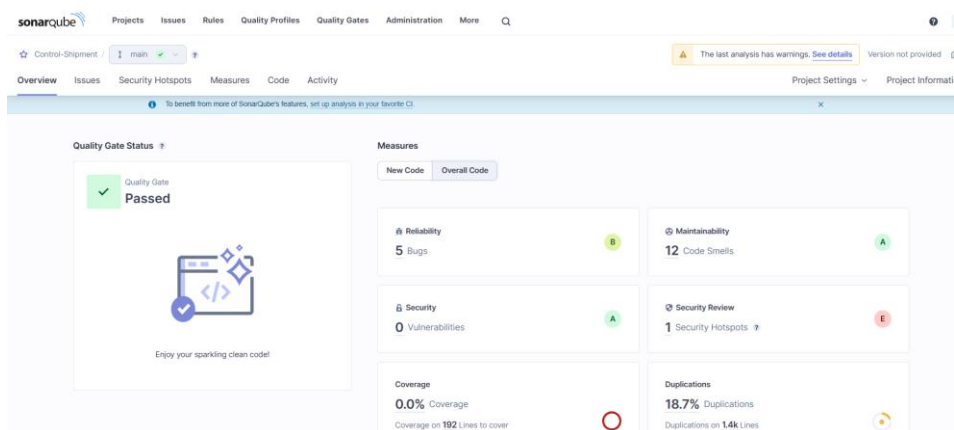 sonarqube
Projects Issues Rules Quality Profiles Quality Gates Administration More
Control-Shipment / main
The last analysis has warnings. See details Version not provided
Overview Issues Security Hotspots Measures Code Activity
Project Settings Project Informati
To benefit from more of SonarQube's features, set up analysis in your favorite CI.
Quality Gate Status
Quality Gate
Passed
Enjoy your sparkling clean code!
Measures
New Code Overall Code
Reliability
5 Bugs
B
Maintainability
12 Code Smells
A
Security
0 Vulnerabilities
A
Security Review
1 Security Hotspots
E
Coverage
0.0% Coverage
Coverage on 192 Lines to cover
Duplications
18.7% Duplications
Duplications on 1.4k Lines